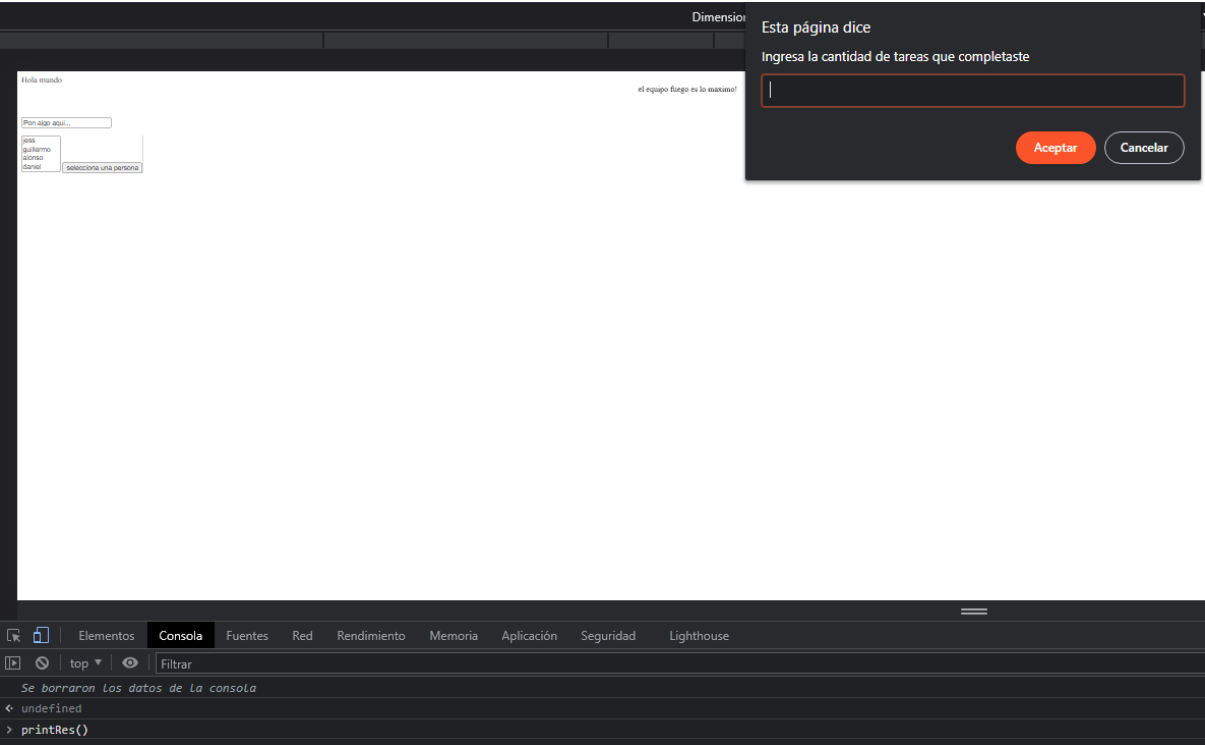 Dimension
Esta página dice
Ingresa la cantidad de tareas que completaste
Aceptar
Cancelar
Hola mundo
el equipo fuego es lo maximo!
Pon algo aqui...
jess
guillermo
alonso
daniel
selecciona una persona
Elementos Consola Fuentes Red Rendimiento Memoria Aplicación Seguridad Lighthouse
top Filtrar
Se borraron los datos de la consola
undefined
> printRes()